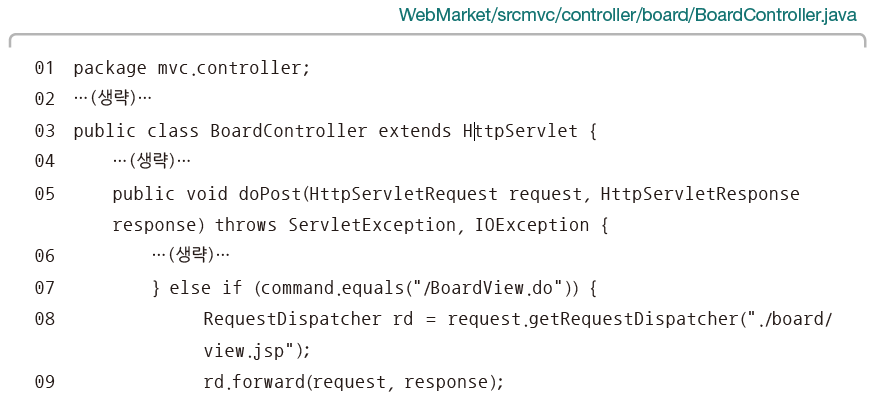 WebMarket/srcmvc/controller/board/BoardController.java
01 package mvc.controller;
02 …(생략)…
03 public class BoardController extends HttpServlet {
04 …(생략)…
05 public void doPost(HttpServletRequest request, HttpServletResponse
response) throws ServletException, IOException {
06 …(생략)…
07 } else if (command.equals("/BoardView.do")) {
08 RequestDispatcher rd = request.getRequestDispatcher("./board/
view.jsp");
09 rd.forward(request, response);